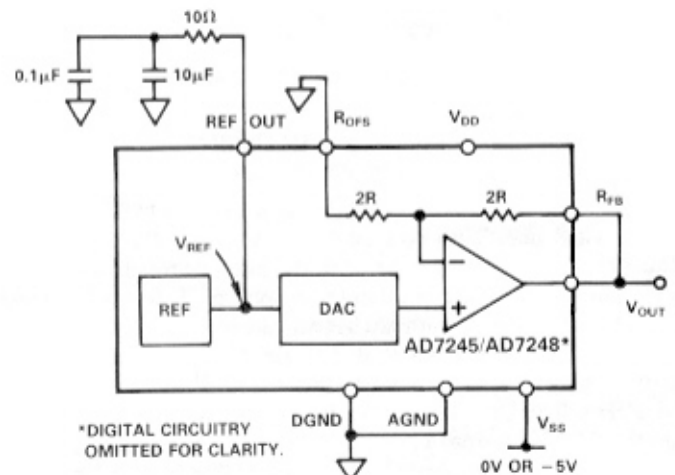 10Ω
0.1μF
10μF
REF OUT
R_OFS
V_DD
2R
2R
R_FB
V_REF
REF
DAC
−
+
V_OUT
AD7245/AD7248*
DGND
AGND
V_SS
*DIGITAL CIRCUITRY
OMITTED FOR CLARITY.
0V OR −5V